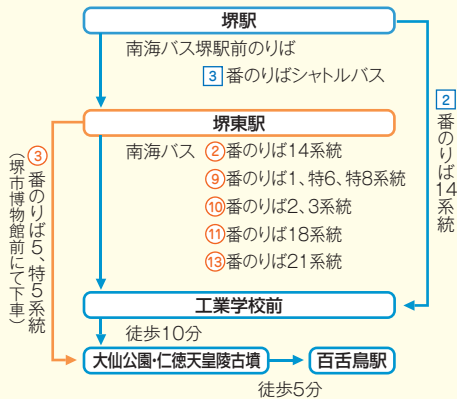 堺駅
南海バス堺駅前のりば
3 番のりばシャトルバス
2 番のりば14系統
堺東駅
南海バス ②番のりば14系統
⑨番のりば1、特6、特8系統
⑩番のりば2、3系統
⑪番のりば18系統
⑬番のりば21系統
③番のりば5、特5系統
(堺市博物館前にて下車)
工業学校前
徒歩10分
大仙公園・仁徳天皇陵古墳
百舌鳥駅
徒歩5分